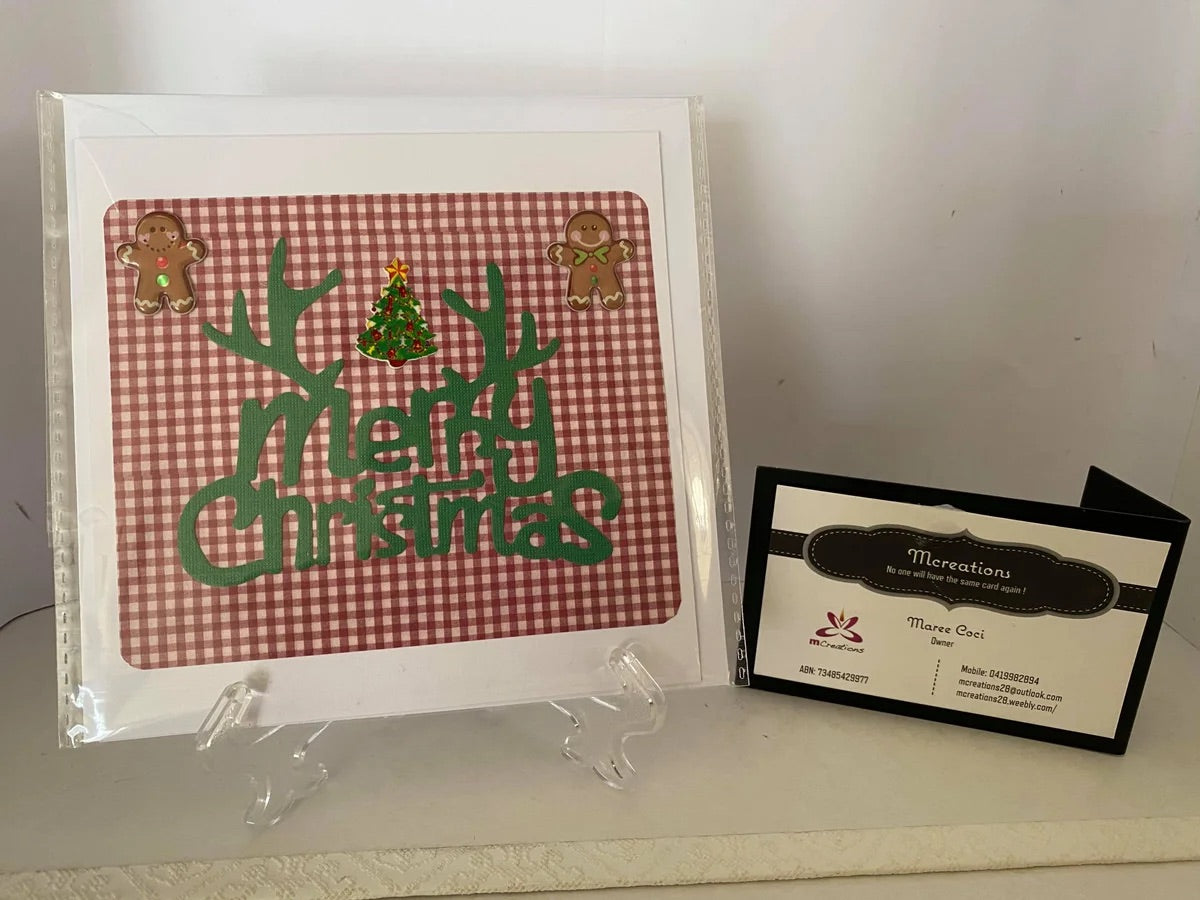 Merry
Christmas
Mcreations
No one will have the same card again !
mcreations
Maree Coci
Owner
ABN: 73485429977
Mobile: 0419982894
mcreations28@outlook.com
mcreations28.weebly.com/